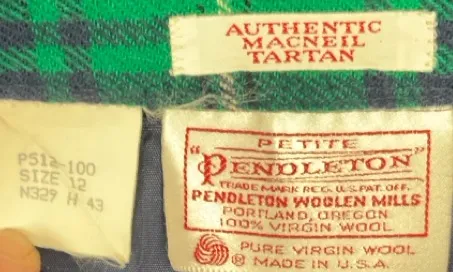 AUTHENTIC
MACNEIL
TARTAN
P512-100
SIZE 12
N329 H 43
PETITE
"PENDLETON"
TRADE MARK REG. U.S. PAT. OFF.
PENDLETON WOOLEN MILLS
PORTLAND, OREGON
100% VIRGIN WOOL
PURE VIRGIN WOOL
® MADE IN U.S.A.